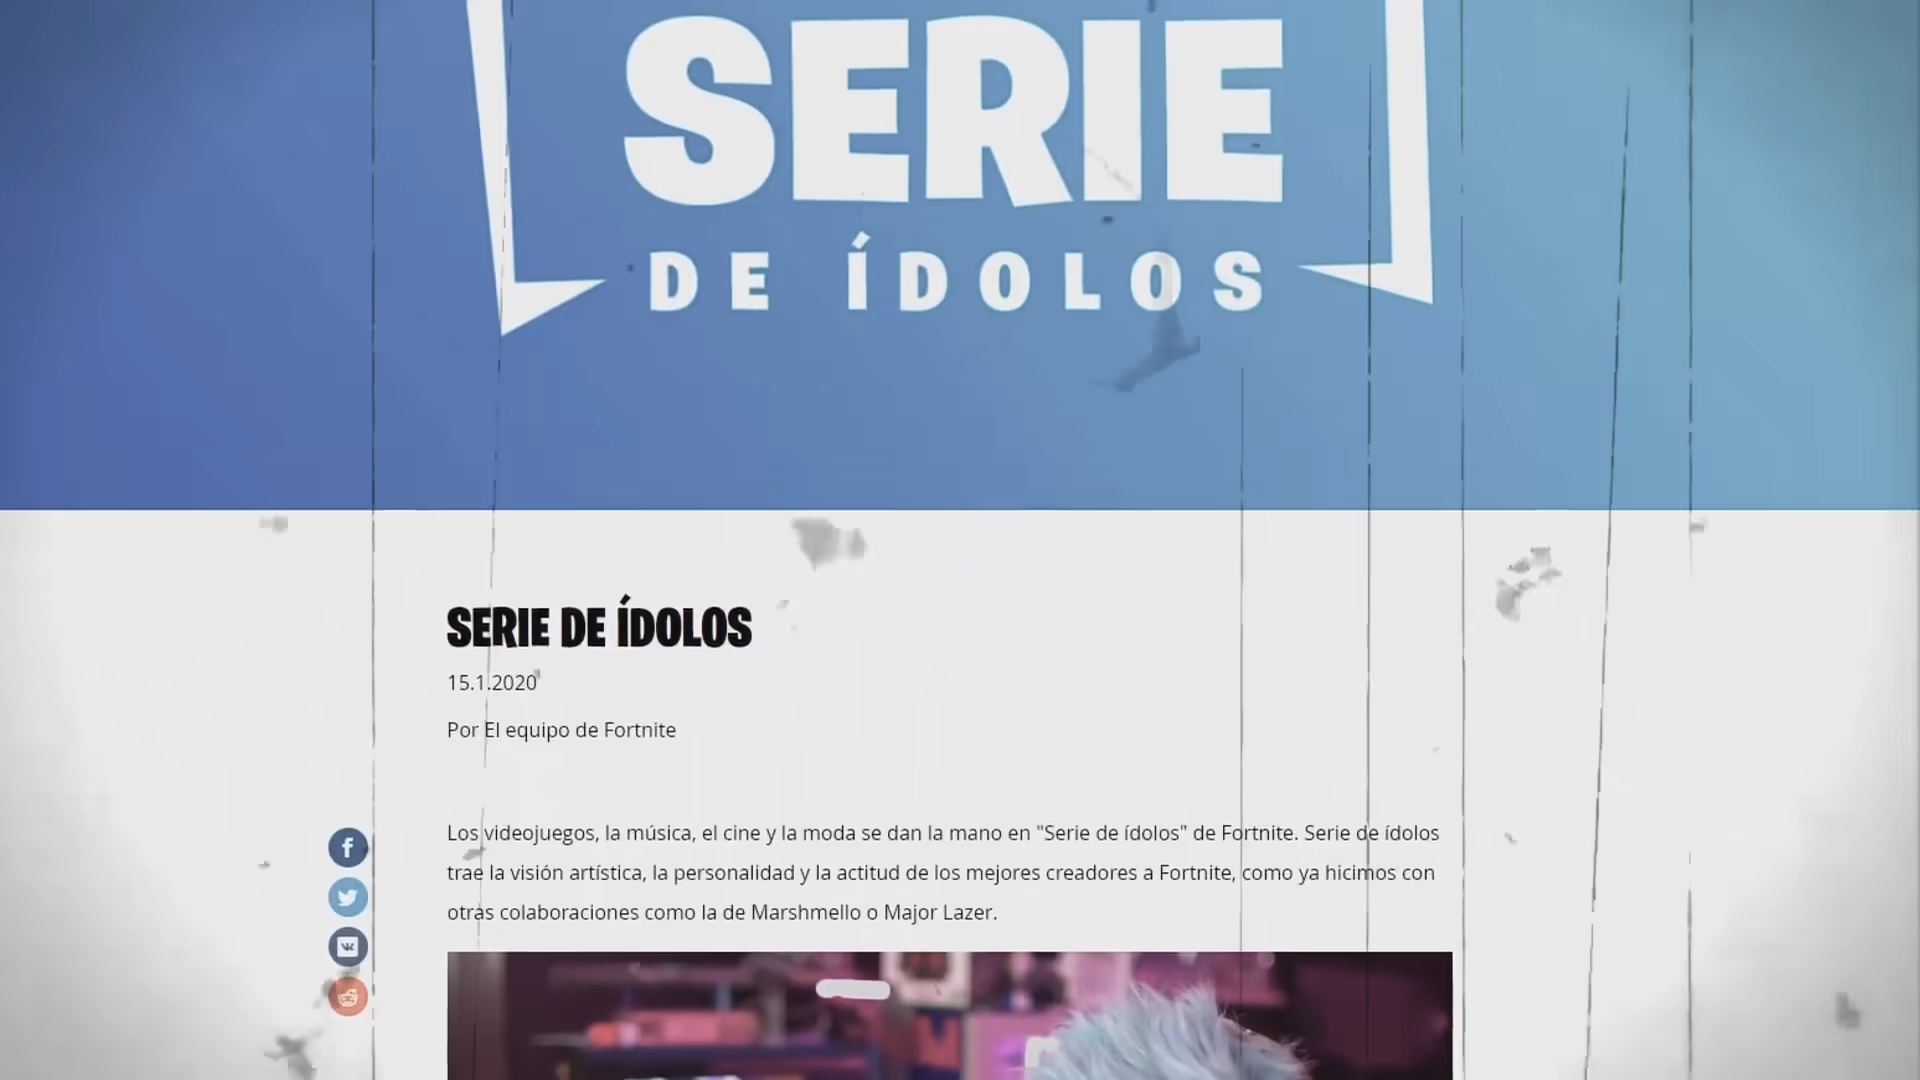 SERIE
DE ÍDOLOS
SERIE DE ÍDOLOS
15.1.2020
Por El equipo de Fortnite
Los videojuegos, la música, el cine y la moda se dan la mano en "Serie de ídolos" de Fortnite. Serie de ídolos
trae la visión artística, la personalidad y la actitud de los mejores creadores a Fortnite, como ya hicimos con
otras colaboraciones como la de Marshmello o Major Lazer.